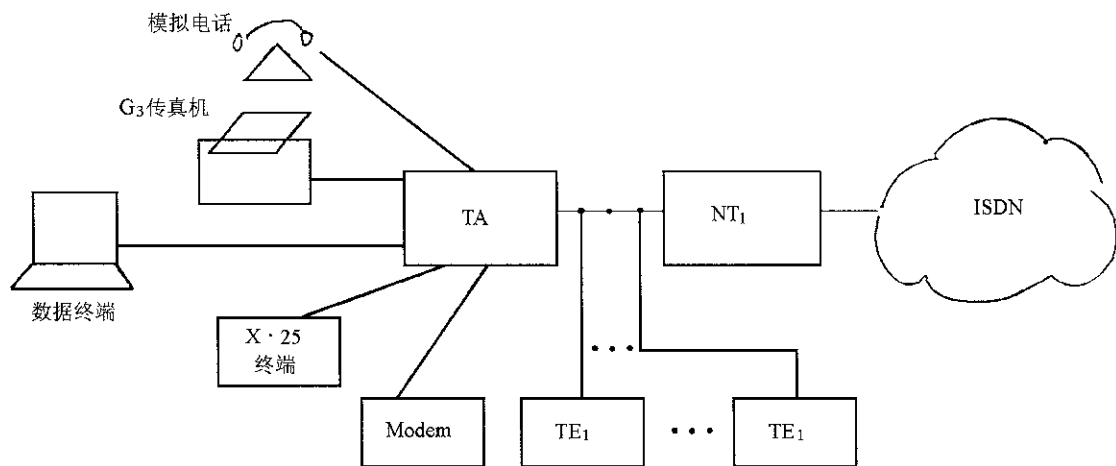 模拟电话
G₃传真机
TA
NT₁
ISDN
数据终端
X · 25
终端
Modem
TE₁
TE₁